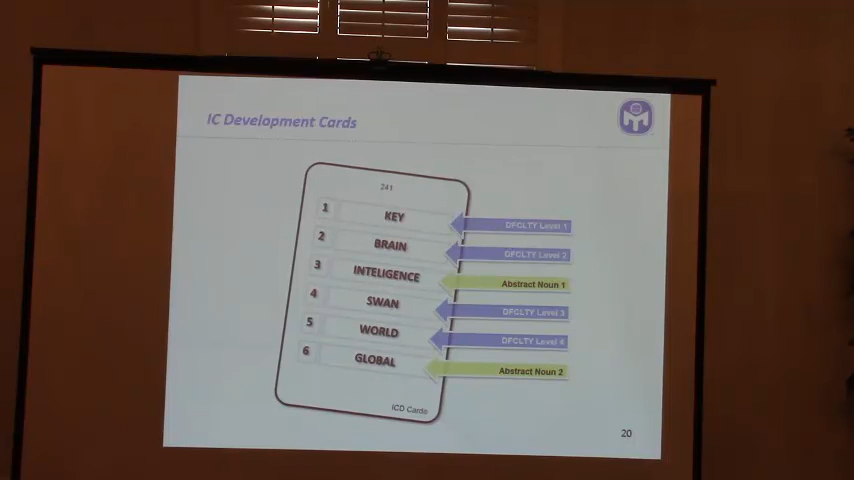 IC Development Cards
241
1 KEY DFCLTY Level 1
2 BRAIN DFCLTY Level 2
3 INTELIGENCE Abstract Noun 1
4 SWAN DFCLTY Level 3
5 WORLD DFCLTY Level 4
6 GLOBAL Abstract Noun 2
ICD Cards
20